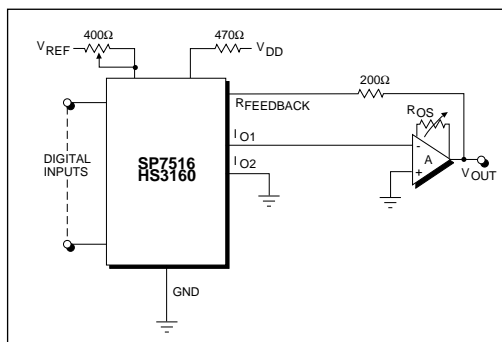 400Ω
470Ω
VREF
VDD
200Ω
RFEEDBACK
ROS
IO1
-
DIGITAL
INPUTS
SP7516
HS3160
IO2
A
+
VOUT
GND